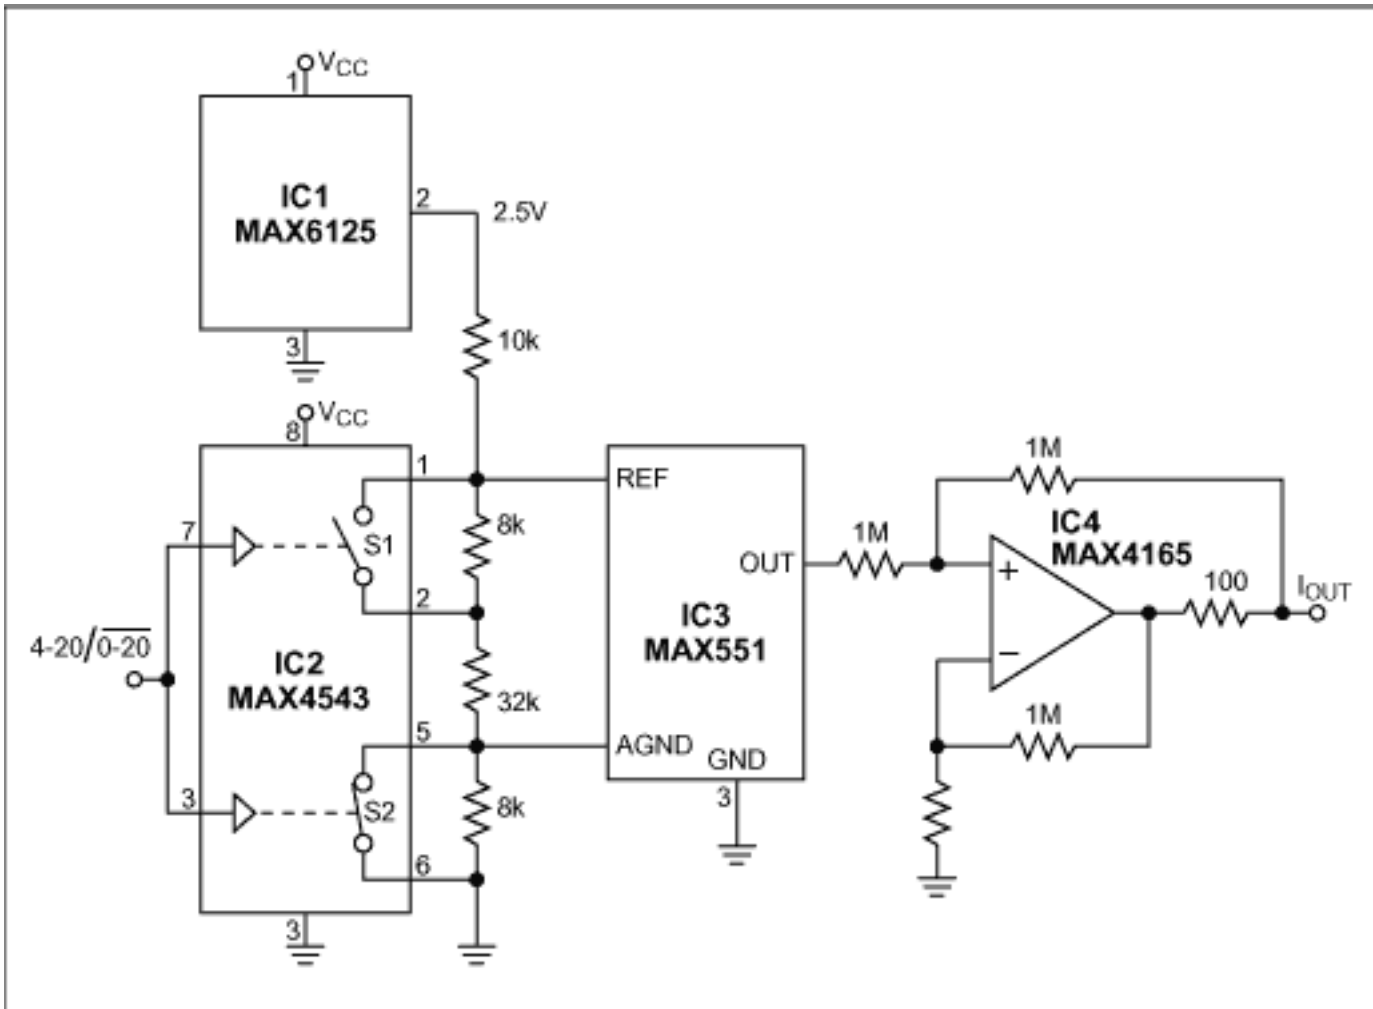 VCC
1
IC1
MAX6125
2
2.5V
3
10k
VCC
8
1
7
S1
8k
2
4-20/0-20
IC2
MAX4543
32k
5
3
S2
8k
6
3
REF
OUT
IC3
MAX551
AGND
GND
3
1M
1M
IC4
MAX4165
+
−
100
IOUT
1M